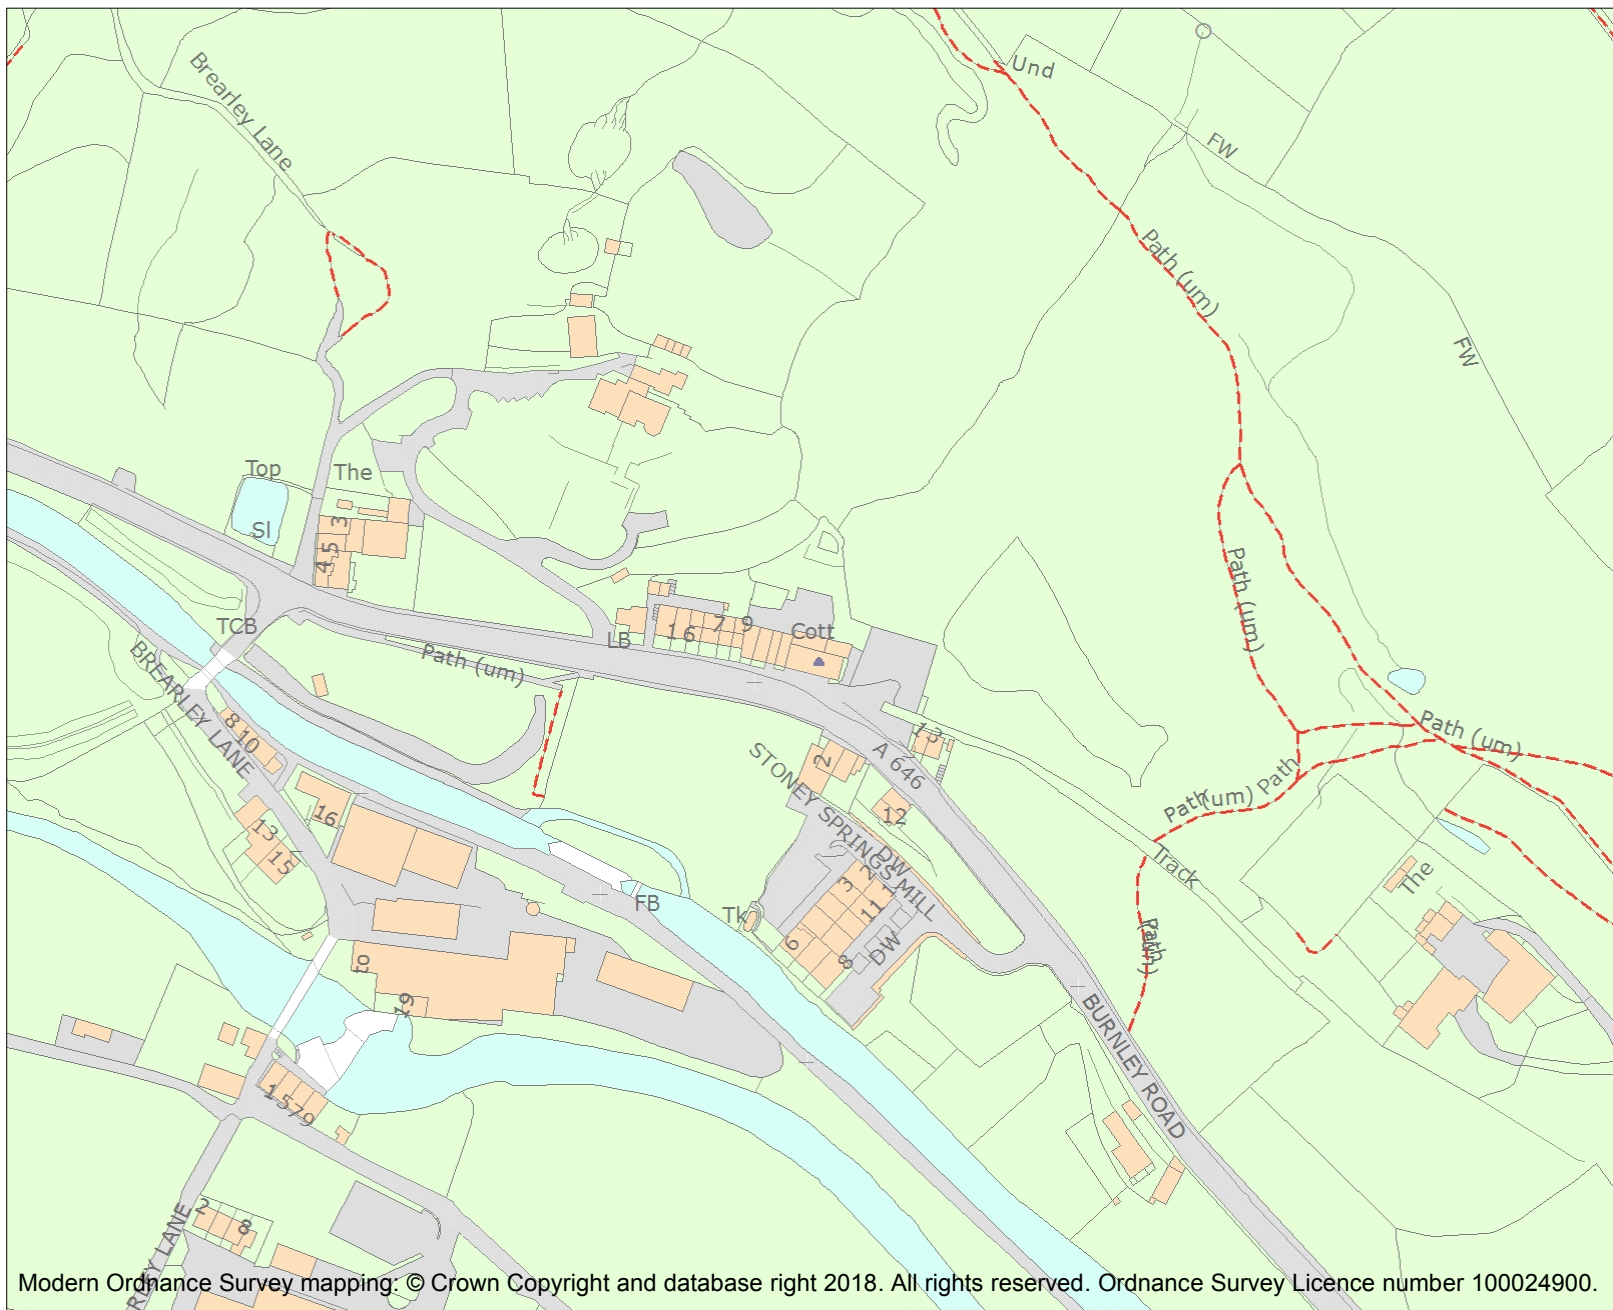 Und
Brearley Lane
FW
Path (um)
FW
Top
The
Sl
3
5
4
Path (um)
TCB
LB
1 6
7
9
Cott
Path (um)
BREARLEY LANE
8
10
13
A 646
2
STONEY SPRINGS MILL
Path (um)
Path
Path (um)
16
12
13
15
DW
Track
3
2
1
11
The
FB
Tk
6
8
DW
Path (um)
to
19
BURNLEY ROAD
1 5 7 9
2
8
Modern Ordnance Survey mapping: © Crown Copyright and database right 2018. All rights reserved. Ordnance Survey Licence number 100024900.